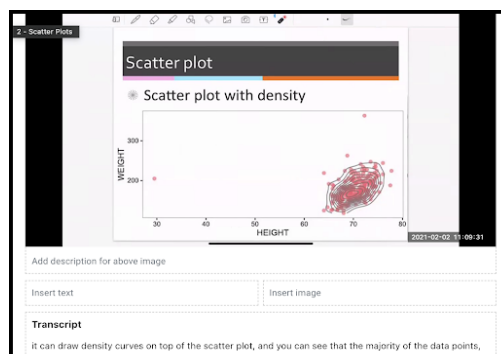 2 - Scatter Plots
Scatter plot
Scatter plot with density
WEIGHT
300
200
30 40 50 60 70 80
HEIGHT
2021-02-02 11:09:31
Add description for above image
Insert text Insert image
Transcript
it can draw density curves on top of the scatter plot, and you can see that the majority of the data points,